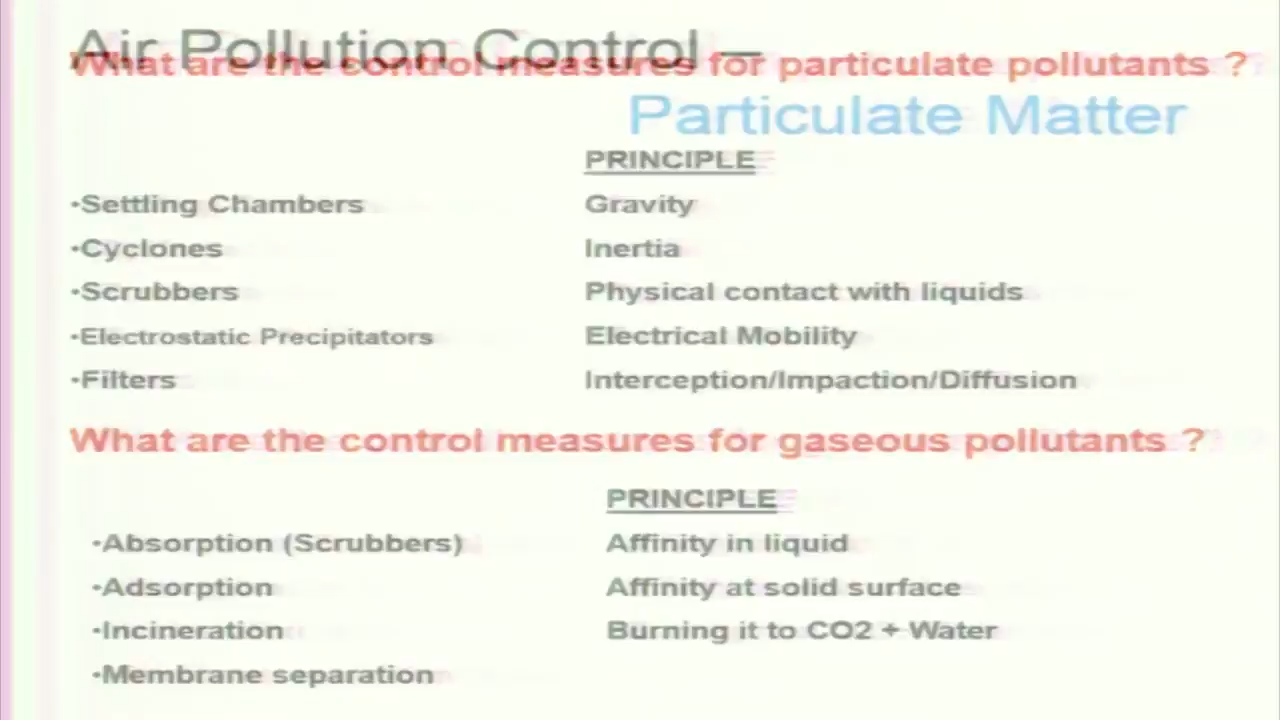 Air Pollution Control –
What are the control measures for particulate pollutants ?
Particulate Matter
PRINCIPLE
•Settling Chambers Gravity
•Cyclones Inertia
•Scrubbers Physical contact with liquids
•Electrostatic Precipitators Electrical Mobility
•Filters Interception/Impaction/Diffusion
What are the control measures for gaseous pollutants ?
PRINCIPLE
•Absorption (Scrubbers) Affinity in liquid
•Adsorption Affinity at solid surface
•Incineration Burning it to CO2 + Water
•Membrane separation